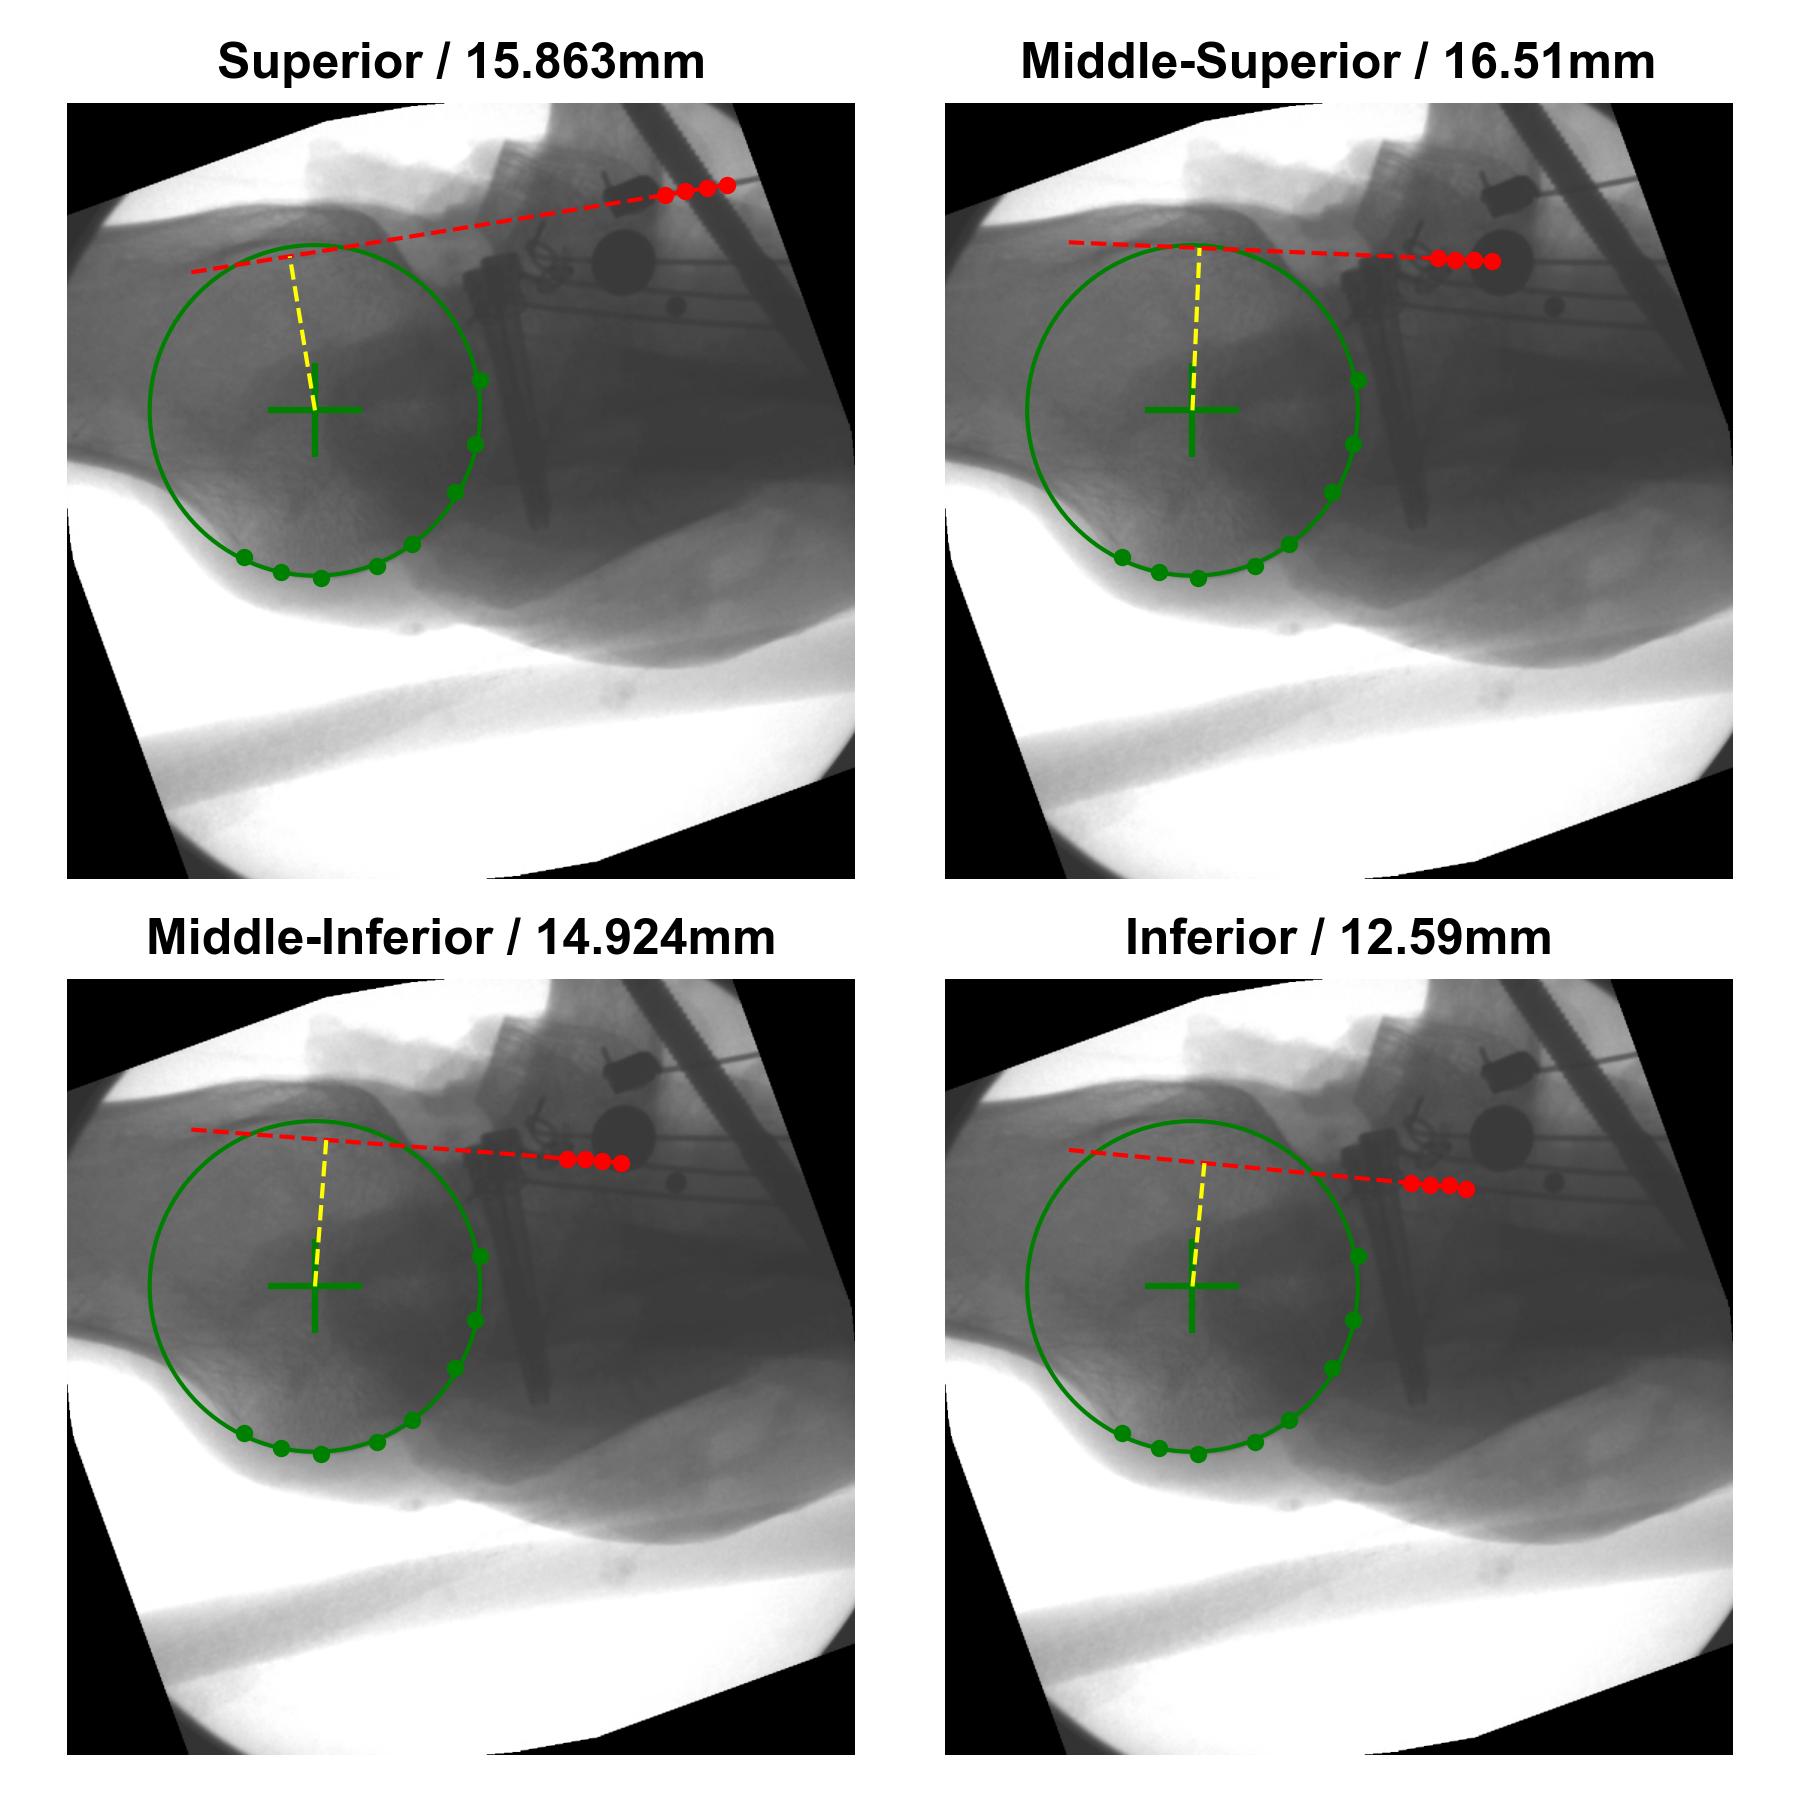 Superior / 15.863mm
Middle-Superior / 16.51mm
Middle-Inferior / 14.924mm
Inferior / 12.59mm